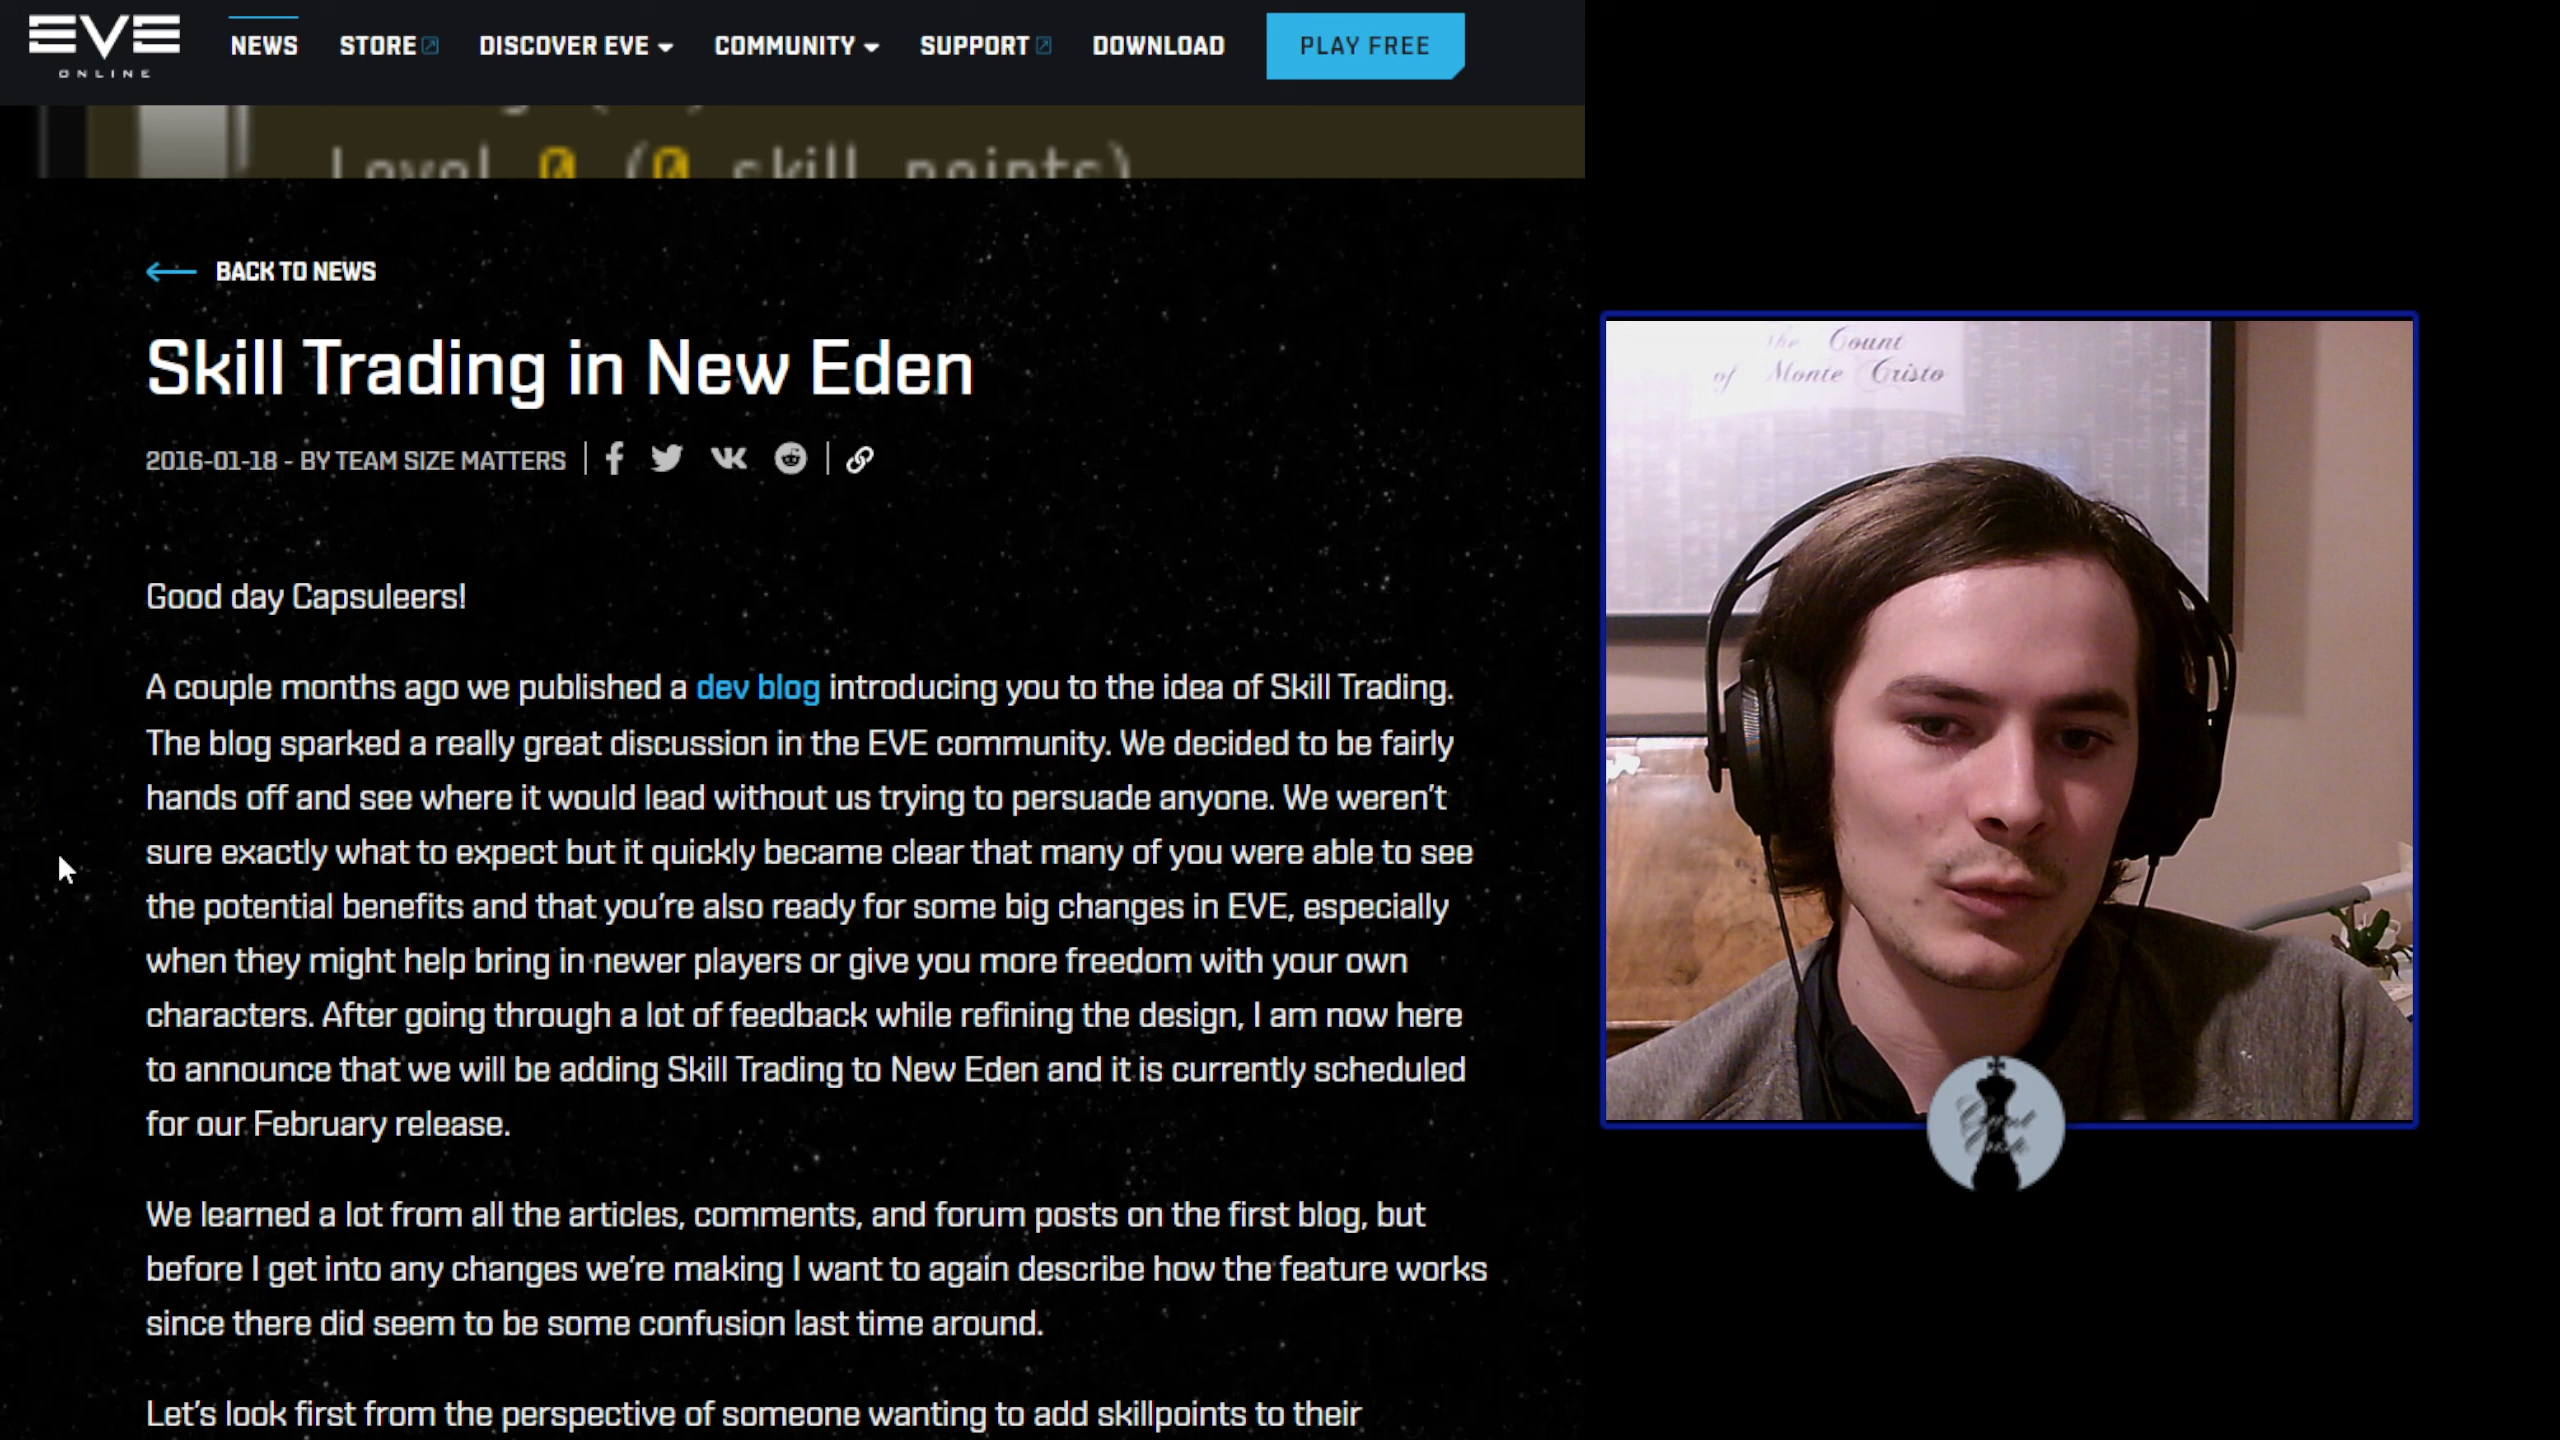 EVE
ONLINE
NEWS
STORE
DISCOVER EVE
COMMUNITY
SUPPORT
DOWNLOAD
PLAY FREE
Level 0 (0 skill points)
BACK TO NEWS
Skill Trading in New Eden
2016-01-18 - BY TEAM SIZE MATTERS
Good day Capsuleers!
A couple months ago we published a dev blog introducing you to the idea of Skill Trading.
The blog sparked a really great discussion in the EVE community. We decided to be fairly
hands off and see where it would lead without us trying to persuade anyone. We weren't
sure exactly what to expect but it quickly became clear that many of you were able to see
the potential benefits and that you're also ready for some big changes in EVE, especially
when they might help bring in newer players or give you more freedom with your own
characters. After going through a lot of feedback while refining the design, I am now here
to announce that we will be adding Skill Trading to New Eden and it is currently scheduled
for our February release.
We learned a lot from all the articles, comments, and forum posts on the first blog, but
before I get into any changes we're making I want to again describe how the feature works
since there did seem to be some confusion last time around.
Let's look first from the perspective of someone wanting to add skillpoints to their
the Count
of Monte Cristo